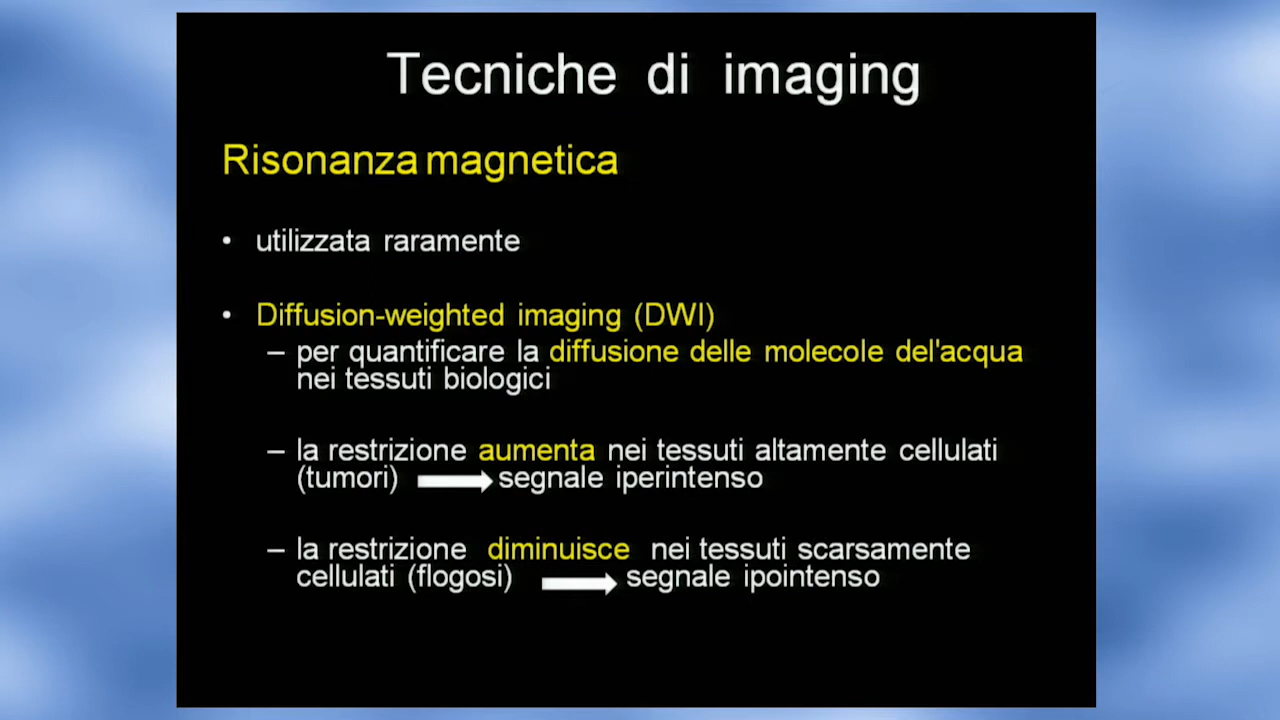 Tecniche di imaging
Risonanza magnetica
• utilizzata raramente
• Diffusion-weighted imaging (DWI)
– per quantificare la diffusione delle molecole del'acqua
nei tessuti biologici
– la restrizione aumenta nei tessuti altamente cellulati
(tumori) segnale iperintenso
– la restrizione diminuisce nei tessuti scarsamente
cellulati (flogosi) segnale ipointenso